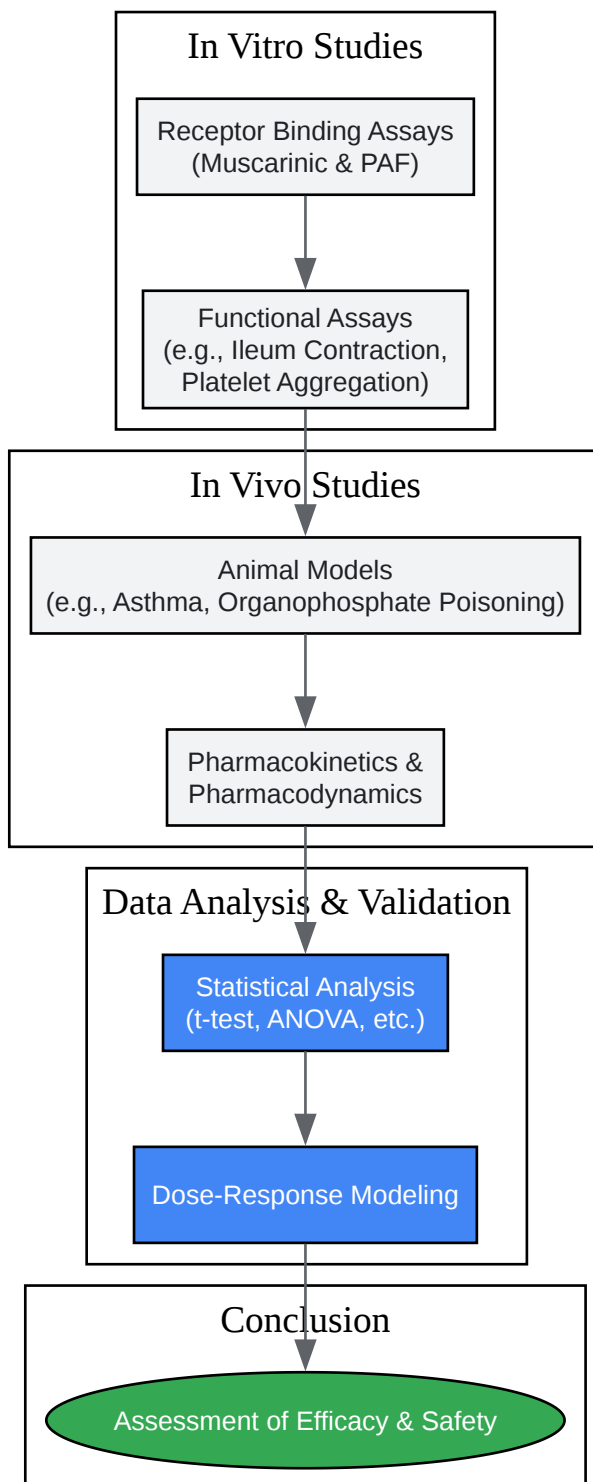 In Vitro Studies
Receptor Binding Assays
(Muscarinic & PAF)
Functional Assays
(e.g., Ileum Contraction,
Platelet Aggregation)
In Vivo Studies
Animal Models
(e.g., Asthma, Organophosphate Poisoning)
Pharmacokinetics &
Pharmacodynamics
Data Analysis & Validation
Statistical Analysis
(t-test, ANOVA, etc.)
Dose-Response Modeling
Conclusion
Assessment of Efficacy & Safety